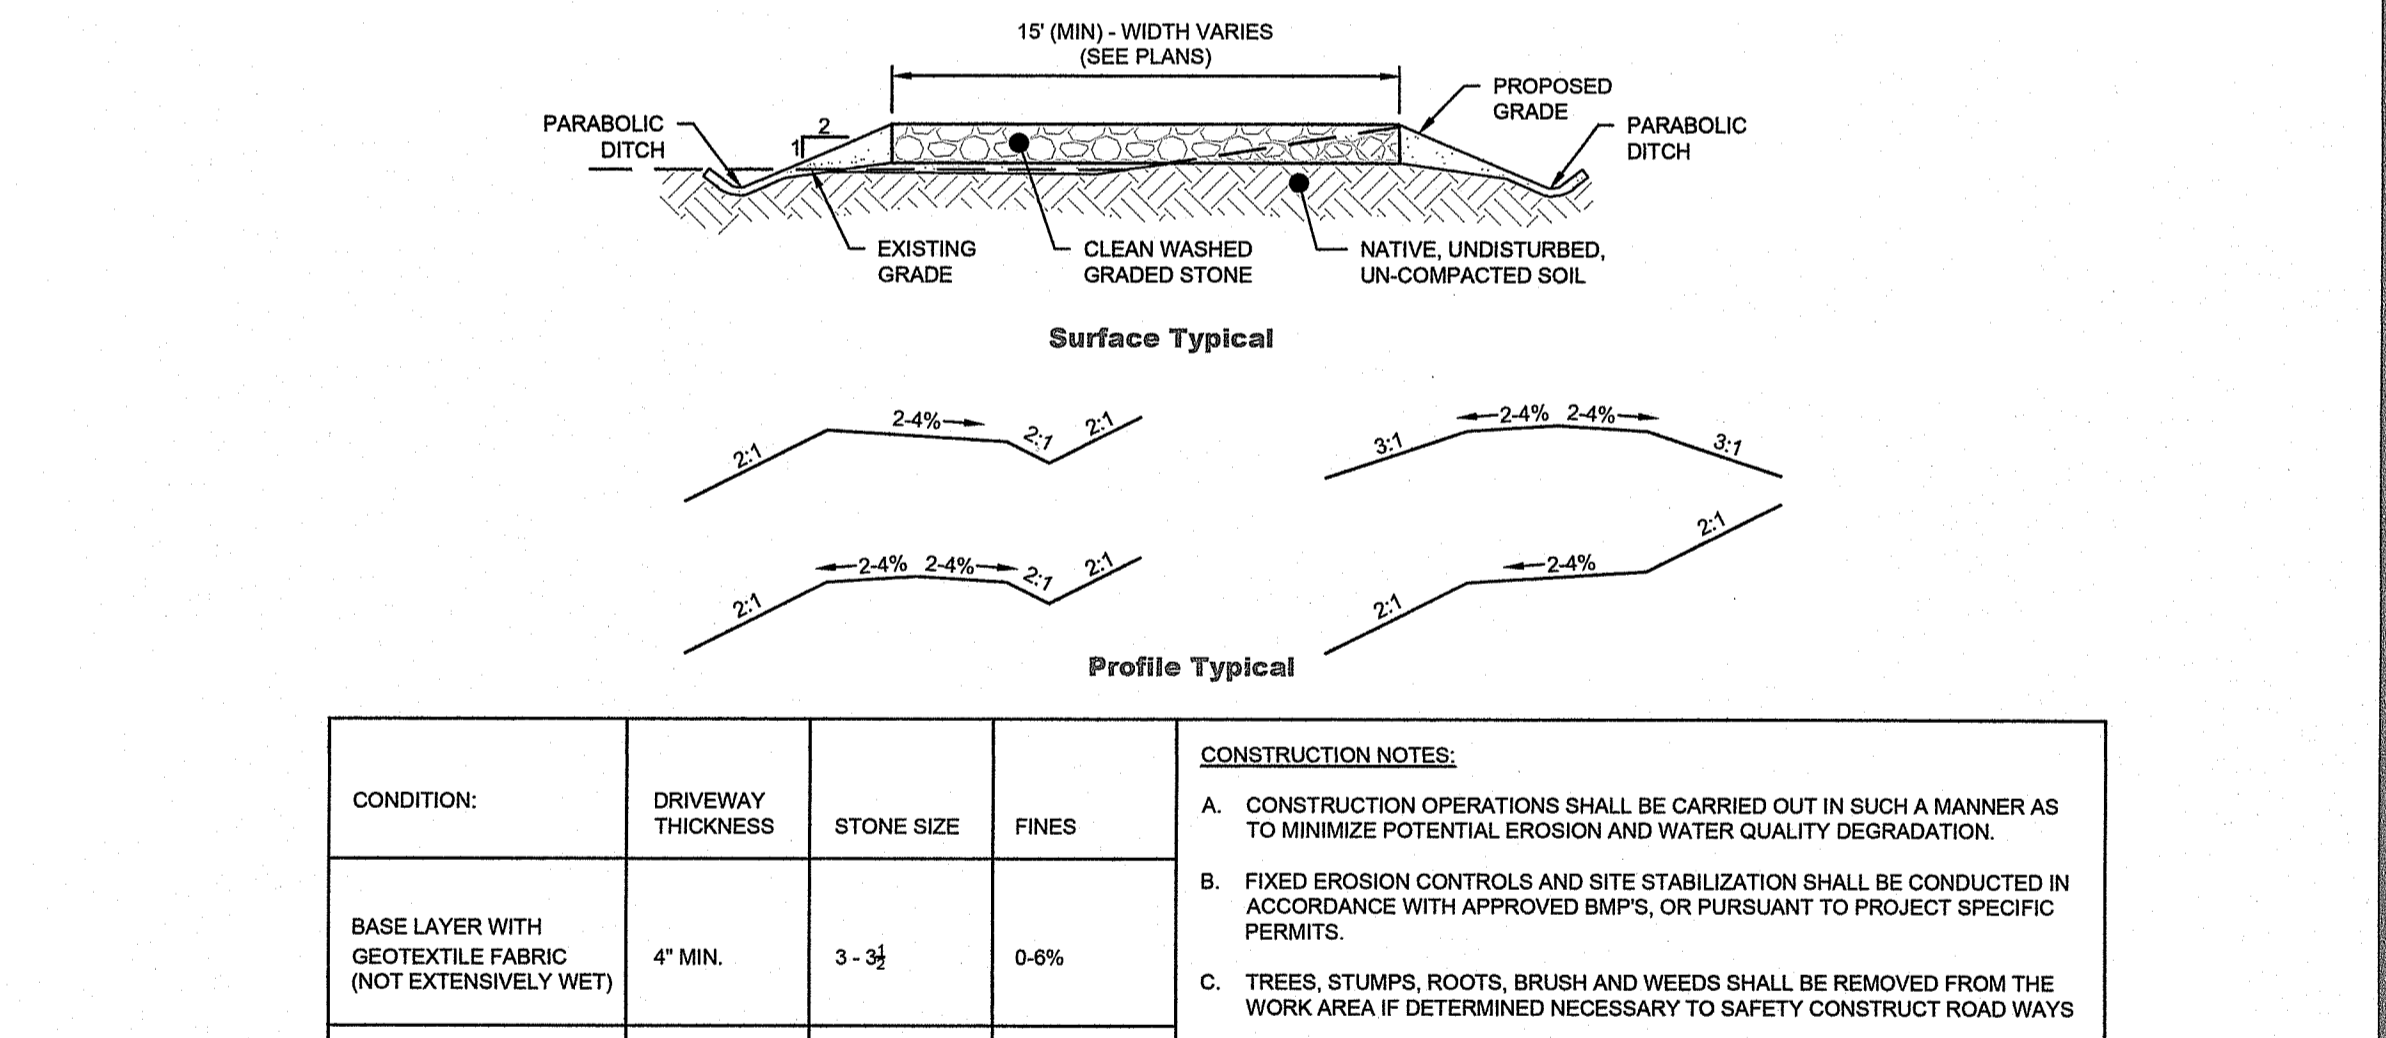 15' (MIN) - WIDTH VARIES
(SEE PLANS)
PROPOSED
GRADE
PARABOLIC
DITCH
2
1
PARABOLIC
DITCH
EXISTING
GRADE
CLEAN WASHED
GRADED STONE
NATIVE, UNDISTURBED,
UN-COMPACTED SOIL
Surface Typical
2:1
2-4%
2:1
2:1
3:1
2-4% 2-4%
3:1
2:1
2-4% 2-4%
2:1
2:1
2:1
2-4%
2:1
Profile Typical
CONDITION:
DRIVEWAY
THICKNESS
STONE SIZE
FINES
BASE LAYER WITH
GEOTEXTILE FABRIC
(NOT EXTENSIVELY WET)
4" MIN.
3 - 3½
0-6%
CONSTRUCTION NOTES:
A. CONSTRUCTION OPERATIONS SHALL BE CARRIED OUT IN SUCH A MANNER AS
TO MINIMIZE POTENTIAL EROSION AND WATER QUALITY DEGRADATION.
B. FIXED EROSION CONTROLS AND SITE STABILIZATION SHALL BE CONDUCTED IN
ACCORDANCE WITH APPROVED BMP'S, OR PURSUANT TO PROJECT SPECIFIC
PERMITS.
C. TREES, STUMPS, ROOTS, BRUSH AND WEEDS SHALL BE REMOVED FROM THE
WORK AREA IF DETERMINED NECESSARY TO SAFETY CONSTRUCT ROAD WAYS